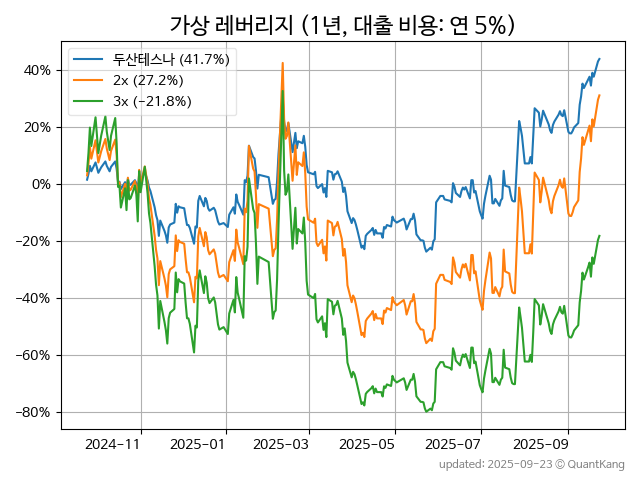 가상 레버리지 (1년, 대출 비용: 연 5%)
두산테스나 (41.7%)
2x (27.2%)
3x (−21.8%)
40%
20%
0%
−20%
−40%
−60%
−80%
2024-11
2025-01
2025-03
2025-05
2025-07
2025-09
updated: 2025-09-23 © QuantKang